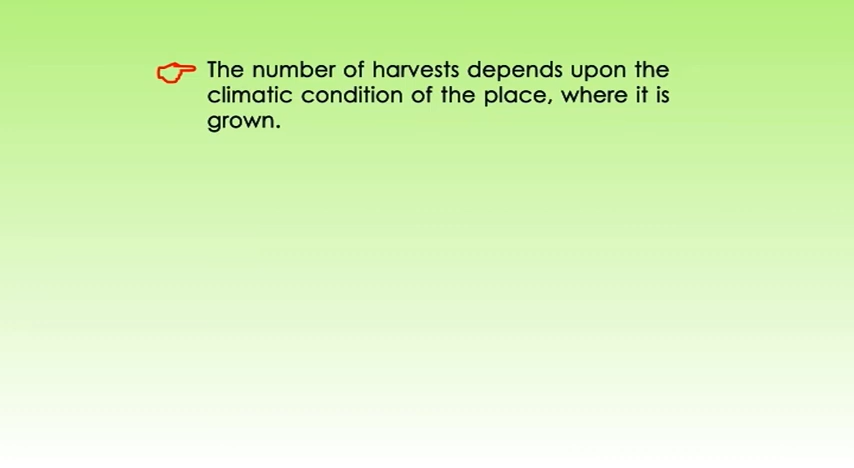 The number of harvests depends upon the
climatic condition of the place, where it is
grown.